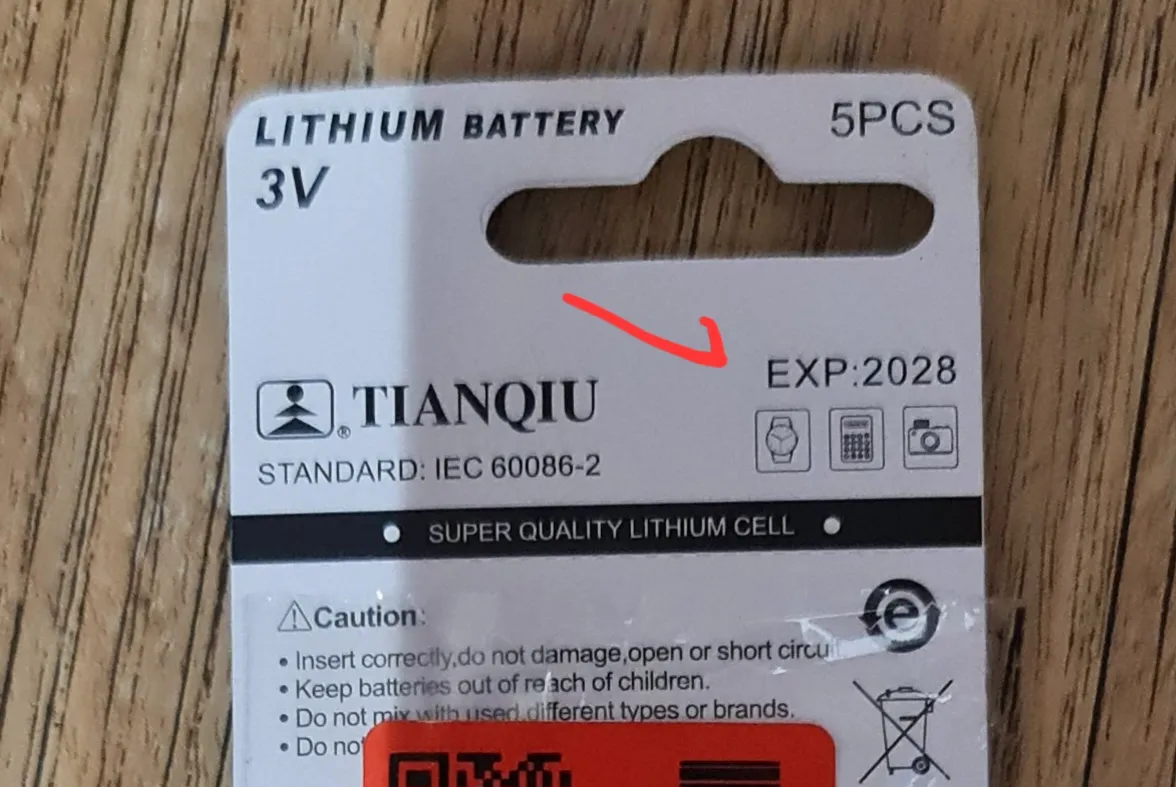 LITHIUM BATTERY
5PCS
3V
EXP:2028
® TIANQIU
STANDARD: IEC 60086-2
SUPER QUALITY LITHIUM CELL
e
⚠Caution:
• Insert correctly,do not damage,open or short
• Keep batteries out of reach of children.
• Do not mix with used,different types or brands.
• Do